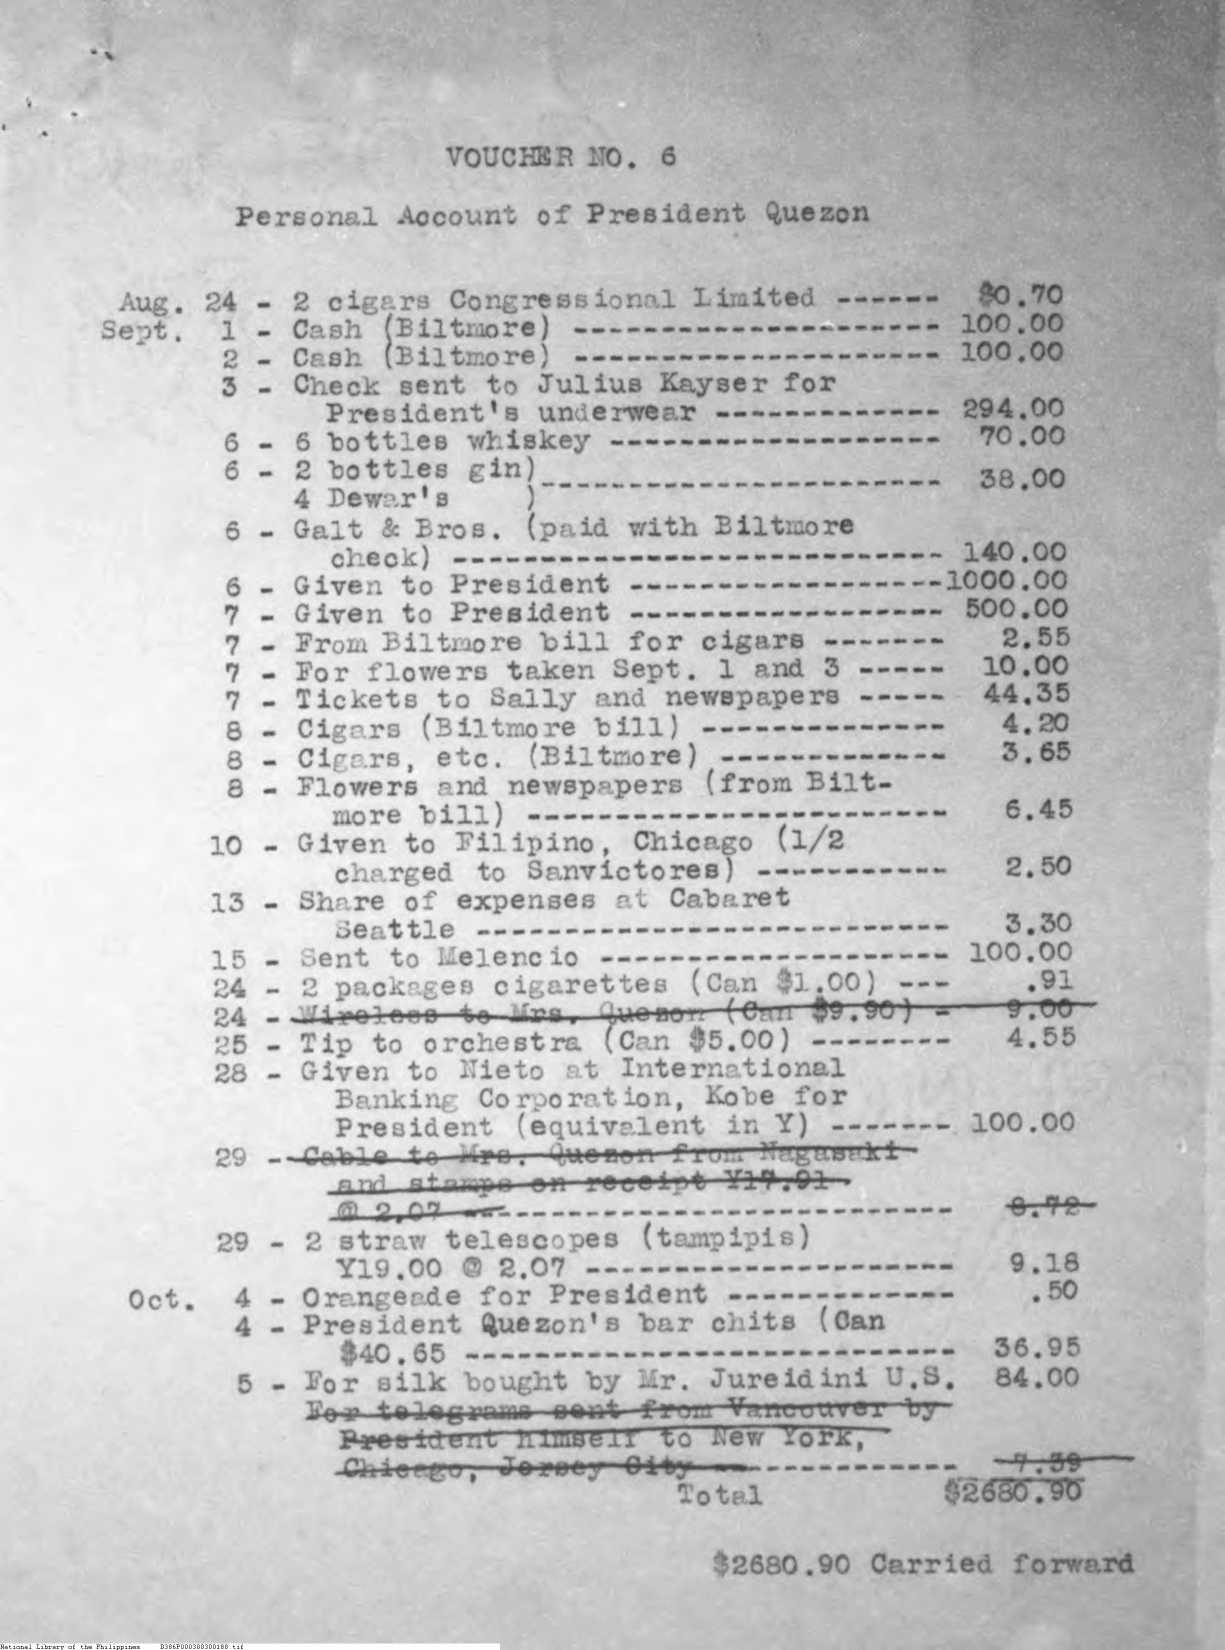 VOUCHER NO. 6
Personal Account of President Quezon
Aug. 24 - 2 cigars Congressional Limited ------ $0.70
Sept. 1 - Cash (Biltmore) --------------------- 100.00
2 - Cash (Biltmore) --------------------- 100.00
3 - Check sent to Julius Kayser for
President's underwear ------------- 294.00
6 - 6 bottles whiskey ------------------- 70.00
6 - 2 bottles gin)
4 Dewar's ) ----------------------- 38.00
6 - Galt & Bros. (paid with Biltmore
check) ---------------------------- 140.00
6 - Given to President ------------------1000.00
7 - Given to President ------------------ 500.00
7 - From Biltmore bill for cigars ------- 2.55
7 - For flowers taken Sept. 1 and 3 ----- 10.00
7 - Tickets to Sally and newspapers ----- 44.35
8 - Cigars (Biltmore bill) -------------- 4.20
8 - Cigars, etc. (Biltmore) ------------- 3.65
8 - Flowers and newspapers (from Bilt-
more bill) ------------------------ 6.45
10 - Given to Filipino, Chicago (1/2
charged to Sanvictores) ----------- 2.50
13 - Share of expenses at Cabaret
Seattle --------------------------- 3.30
15 - Sent to Melencio -------------------- 100.00
24 - 2 packages cigarettes (Can $1.00) --- .91
24 - Wireless to Mrs. Quezon (Can $9.90) - 9.00
25 - Tip to orchestra (Can $5.00) -------- 4.55
28 - Given to Nieto at International
Banking Corporation, Kobe for
President (equivalent in Y) ------- 100.00
29 - Cable to Mrs. Quezon from Nagasaki
and stamps on receipt Y17.91
@ 2.07 ---------------------------- 8.72
29 - 2 straw telescopes (tampipis)
Y19.00 @ 2.07 --------------------- 9.18
Oct. 4 - Orangeade for President ------------- .50
4 - President Quezon's bar chits (Can
$40.65 ---------------------------- 36.95
5 - For silk bought by Mr. Jureidini U.S. 84.00
For telegrams sent from Vancouver by
President himself to New York,
Chicago, Jersey City -------------- 7.39
Total $2680.90
$2680.90 Carried forward
National Library of the Philippines B386P000300300100.tif